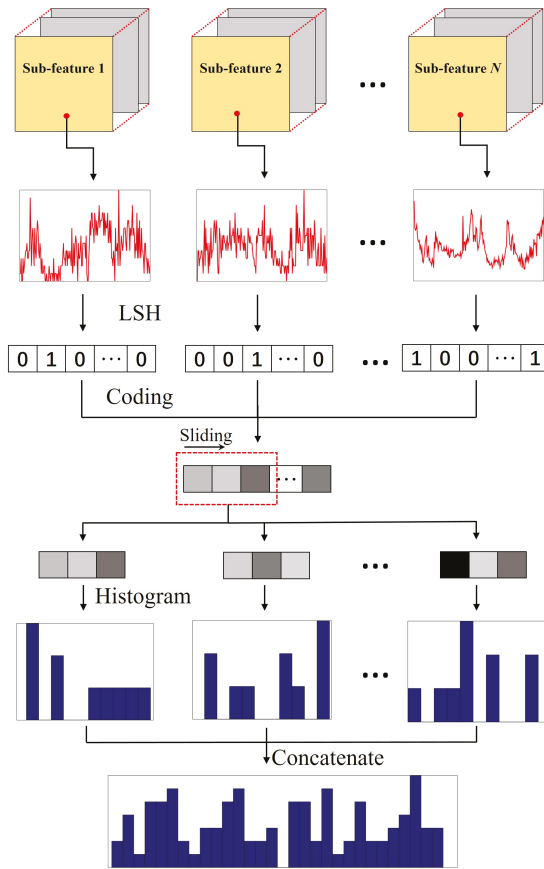 Sub-feature 1 Sub-feature 2 ... Sub-feature N
...
LSH
0 1 0 ... 0 0 0 1 ... 0 ... 1 0 0 ... 1
Coding
Sliding
...
...
Histogram
...
Concatenate